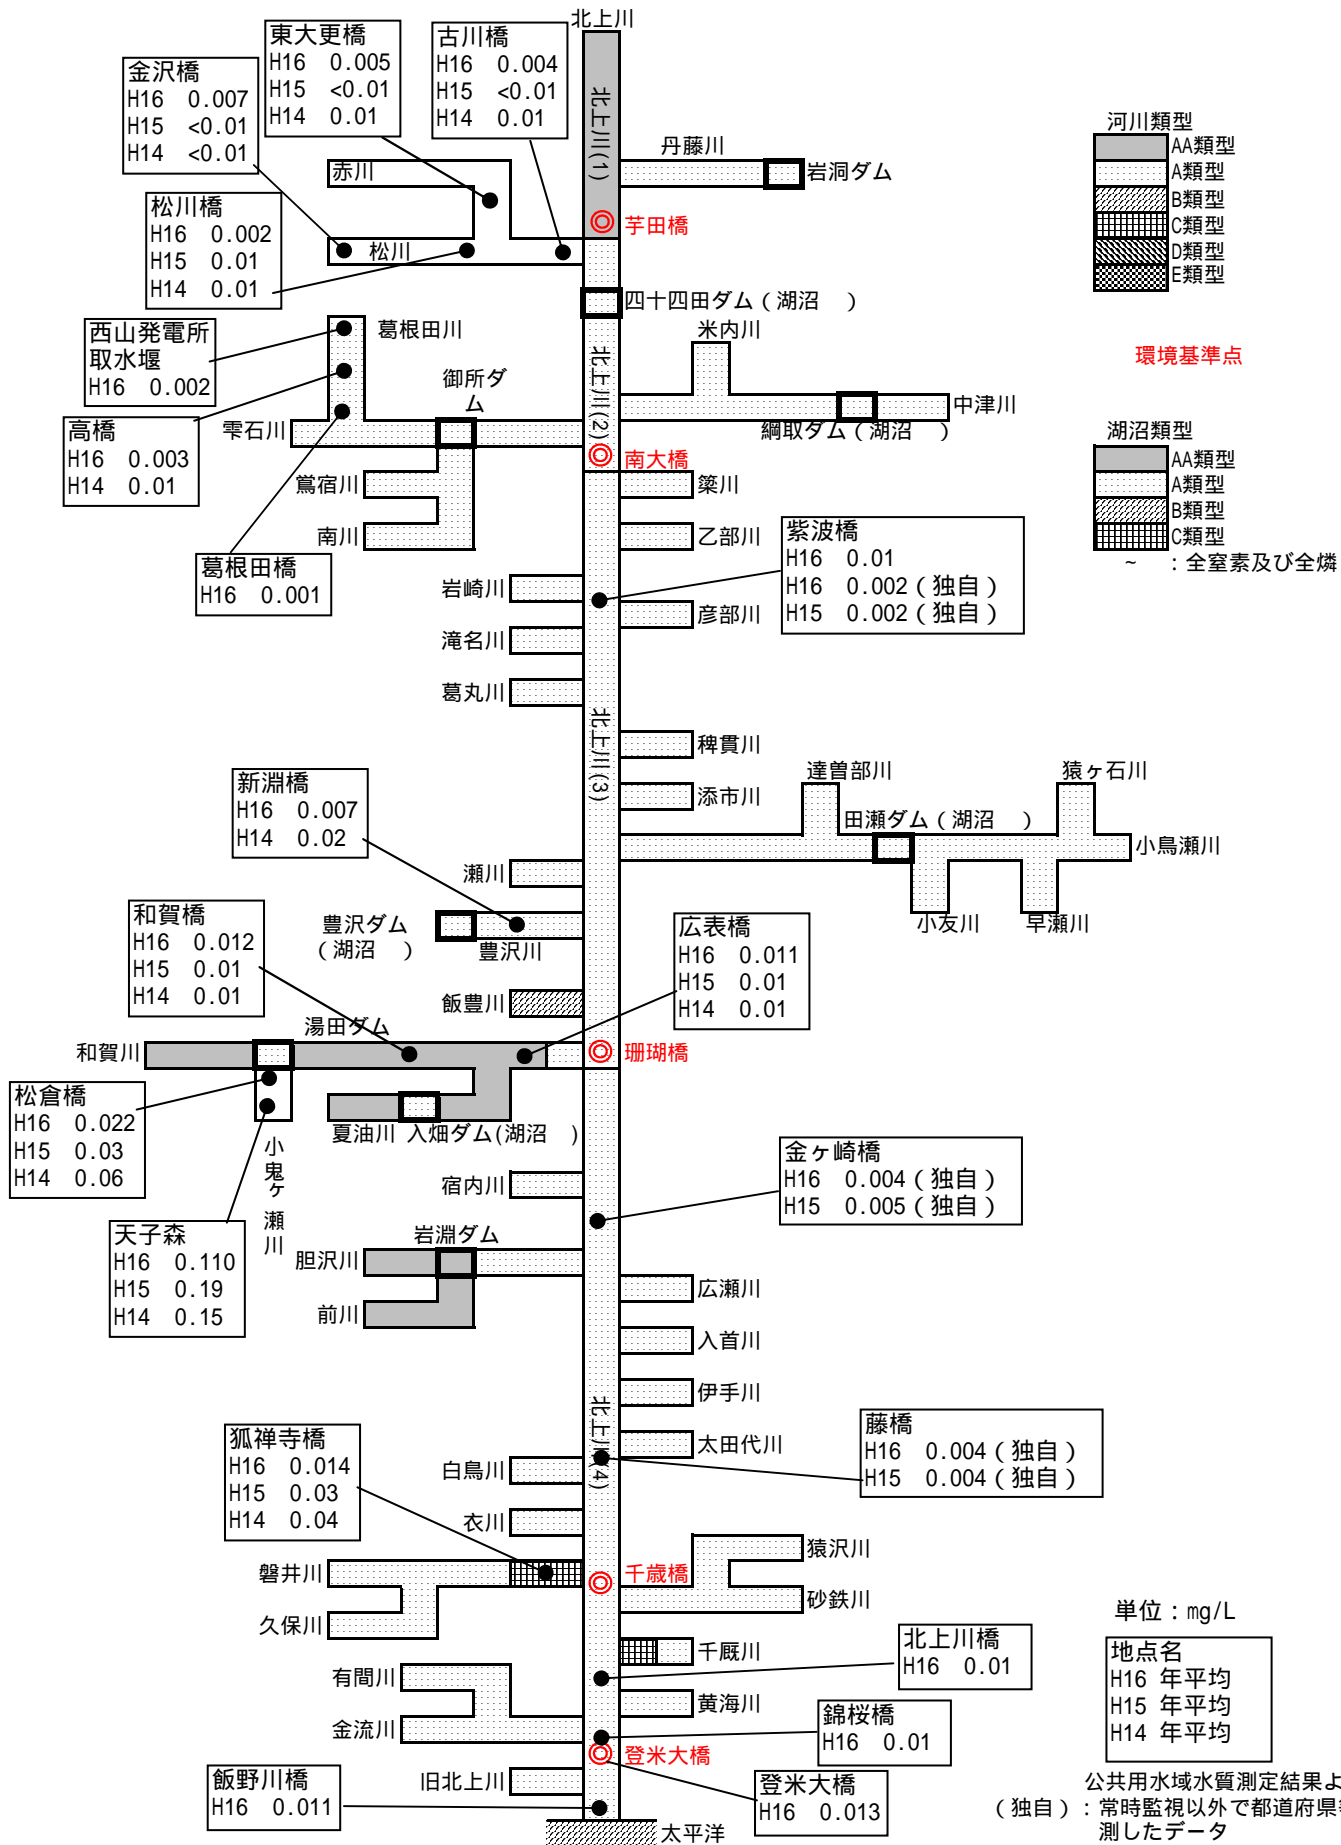 北上川
東大更橋
H16 0.005
H15 <0.01
H14 0.01
古川橋
H16 0.004
H15 <0.01
H14 0.01
金沢橋
H16 0.007
H15 <0.01
H14 <0.01
北上川(1)
丹藤川
岩洞ダム
赤川
芋田橋
松川橋
H16 0.002
H15 0.01
H14 0.01
松川
河川類型
AA類型
A類型
B類型
C類型
D類型
E類型
四十四田ダム（湖沼 ）
西山発電所
取水堰
H16 0.002
葛根田川
米内川
環境基準点
北上川(2)
御所ダ
ム
中津川
綱取ダム（湖沼 ）
高橋
H16 0.003
H14 0.01
雫石川
南大橋
湖沼類型
AA類型
A類型
B類型
C類型
~ ：全窒素及び全燐
鴬宿川
簗川
南川
乙部川
葛根田橋
H16 0.001
紫波橋
H16 0.01
H16 0.002（独自）
H15 0.002（独自）
岩崎川
彦部川
滝名川
葛丸川
北上川(3)
稗貫川
添市川
達曽部川
猿ヶ石川
田瀬ダム（湖沼 ）
小烏瀬川
小友川
早瀬川
新淵橋
H16 0.007
H14 0.02
瀬川
豊沢ダム
（湖沼 ）
豊沢川
和賀橋
H16 0.012
H15 0.01
H14 0.01
広表橋
H16 0.011
H15 0.01
H14 0.01
飯豊川
湯田ダム
和賀川
珊瑚橋
松倉橋
H16 0.022
H15 0.03
H14 0.06
夏油川
入畑ダム(湖沼 )
小鬼ヶ瀬川
天子森
H16 0.110
H15 0.19
H14 0.15
宿内川
金ヶ崎橋
H16 0.004（独自）
H15 0.005（独自）
岩淵ダム
胆沢川
前川
広瀬川
入首川
伊手川
北上川(4)
太田代川
藤橋
H16 0.004（独自）
H15 0.004（独自）
狐禅寺橋
H16 0.014
H15 0.03
H14 0.04
白鳥川
衣川
猿沢川
磐井川
千歳橋
砂鉄川
久保川
千厩川
北上川橋
H16 0.01
有間川
黄海川
金流川
錦桜橋
H16 0.01
登米大橋
旧北上川
飯野川橋
H16 0.011
登米大橋
H16 0.013
太平洋
単位：mg/L
地点名
H16 年平均
H15 年平均
H14 年平均
公共用水域水質測定結果よ
（独自）：常時監視以外で都道府県
測したデータ